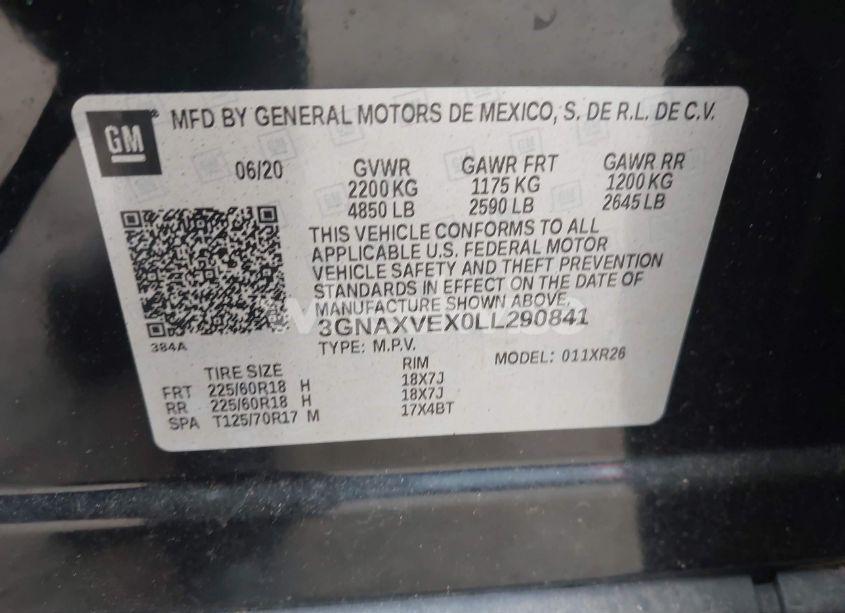 GM
MFD BY GENERAL MOTORS DE MEXICO, S. DE R.L. DE C.V.
06/20 GVWR GAWR FRT GAWR RR
2200 KG 1175 KG 1200 KG
4850 LB 2590 LB 2645 LB
THIS VEHICLE CONFORMS TO ALL
APPLICABLE U.S. FEDERAL MOTOR
VEHICLE SAFETY AND THEFT PREVENTION
STANDARDS IN EFFECT ON THE DATE OF
MANUFACTURE SHOWN ABOVE.
3GNAXVEX0LL290841
384A
TYPE: M.P.V. MODEL: 011XR26
TIRE SIZE RIM
FRT 225/60R18 H 18X7J
RR 225/60R18 H 18X7J
SPA T125/70R17 M 17X4BT